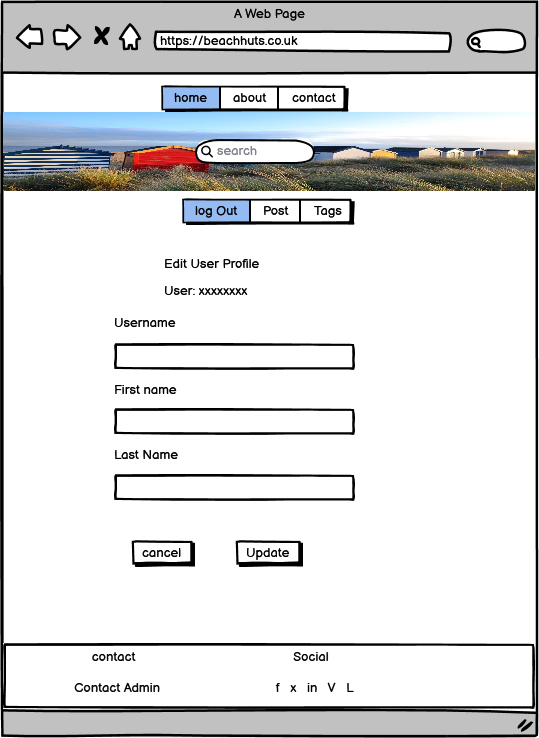 A Web Page
https://beachhuts.co.uk
home about contact
search
log Out Post Tags
Edit User Profile
User: xxxxxxxx
Username
First name
Last Name
cancel Update
contact Social
Contact Admin f x in V L